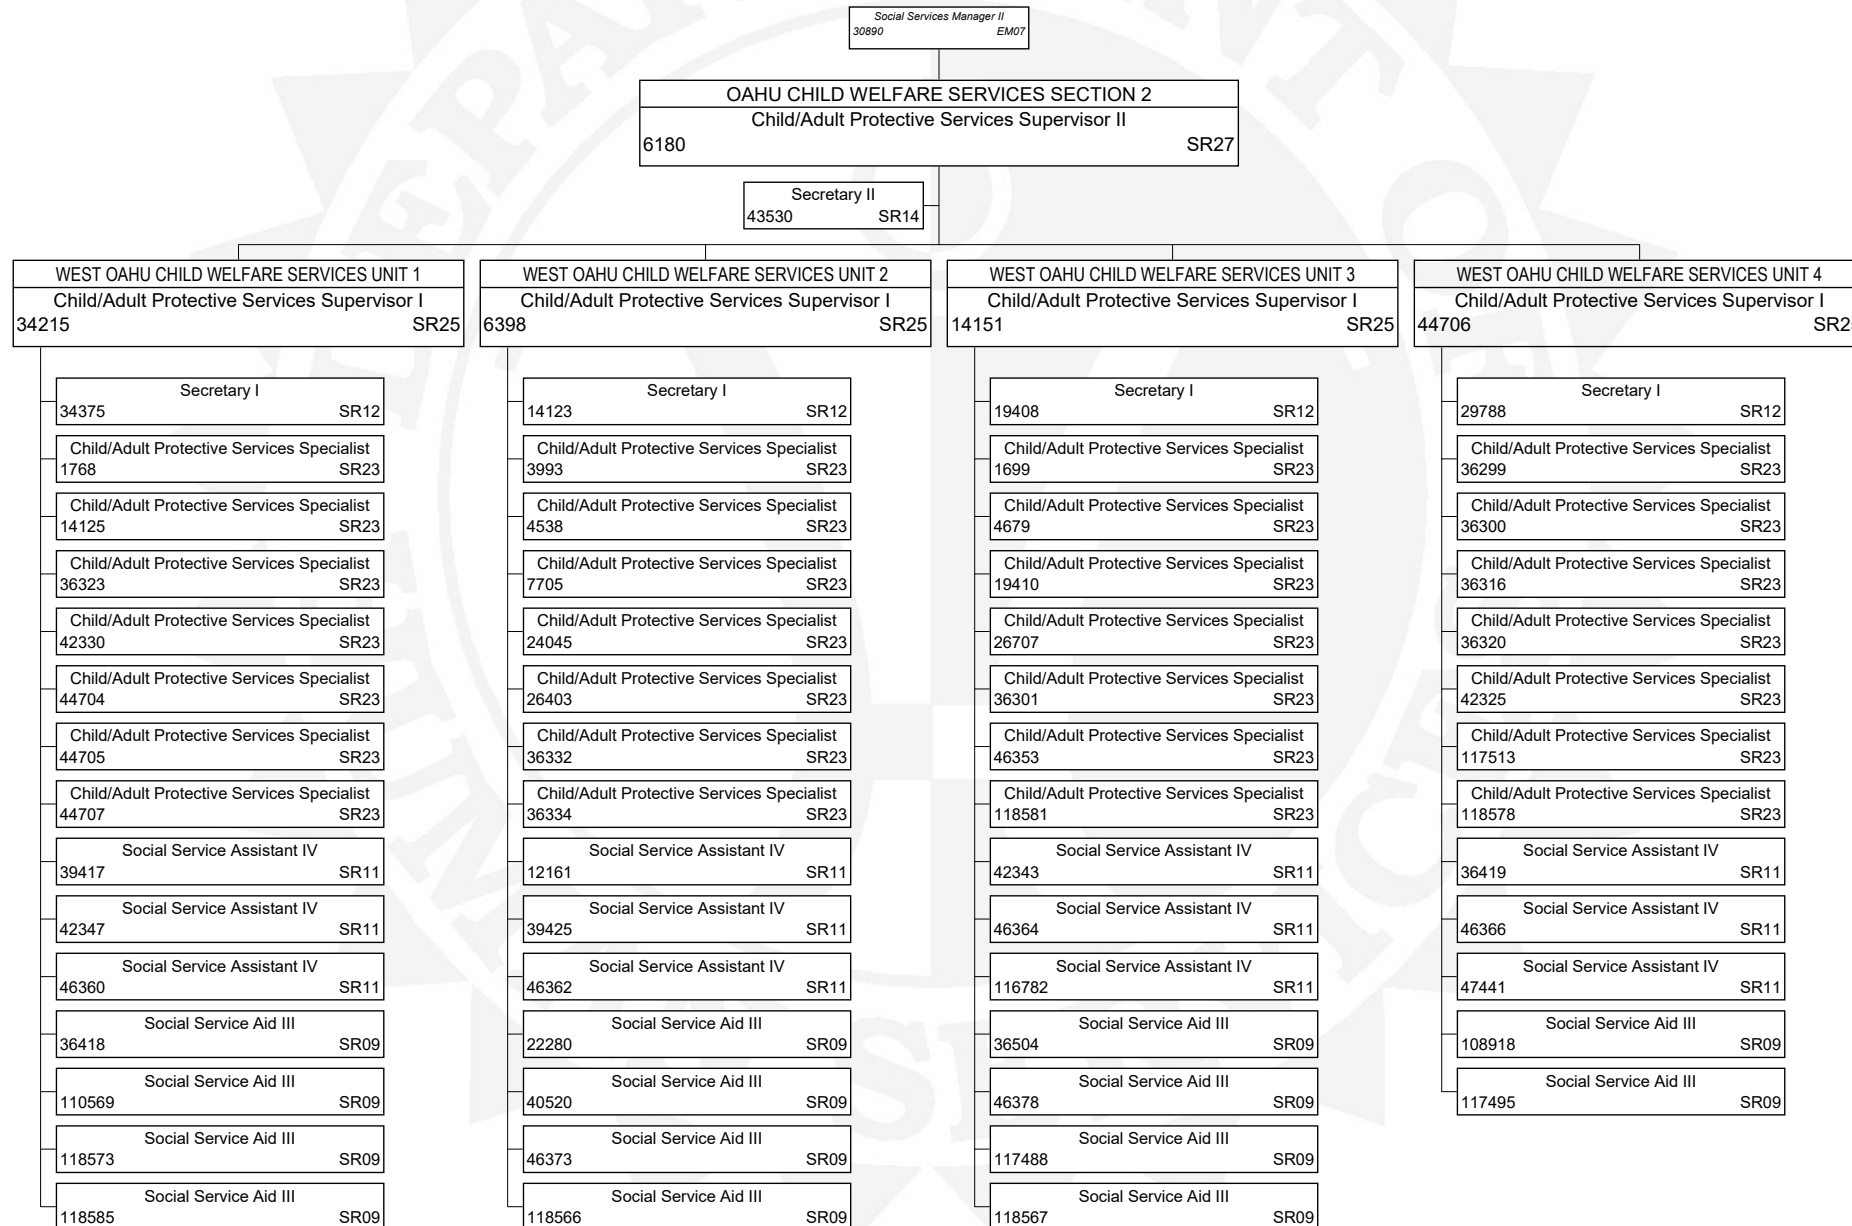 Social Services Manager II
30890 EM07
OAHU CHILD WELFARE SERVICES SECTION 2
Child/Adult Protective Services Supervisor II
6180 SR27
Secretary II
43530 SR14
WEST OAHU CHILD WELFARE SERVICES UNIT 1
Child/Adult Protective Services Supervisor I
34215 SR25
Secretary I
34375 SR12
Child/Adult Protective Services Specialist
1768 SR23
Child/Adult Protective Services Specialist
14125 SR23
Child/Adult Protective Services Specialist
36323 SR23
Child/Adult Protective Services Specialist
42330 SR23
Child/Adult Protective Services Specialist
44704 SR23
Child/Adult Protective Services Specialist
44705 SR23
Child/Adult Protective Services Specialist
44707 SR23
Social Service Assistant IV
39417 SR11
Social Service Assistant IV
42347 SR11
Social Service Assistant IV
46360 SR11
Social Service Aid III
36418 SR09
Social Service Aid III
110569 SR09
Social Service Aid III
118573 SR09
Social Service Aid III
118585 SR09
WEST OAHU CHILD WELFARE SERVICES UNIT 2
Child/Adult Protective Services Supervisor I
6398 SR25
Secretary I
14123 SR12
Child/Adult Protective Services Specialist
3993 SR23
Child/Adult Protective Services Specialist
4538 SR23
Child/Adult Protective Services Specialist
7705 SR23
Child/Adult Protective Services Specialist
24045 SR23
Child/Adult Protective Services Specialist
26403 SR23
Child/Adult Protective Services Specialist
36332 SR23
Child/Adult Protective Services Specialist
36334 SR23
Social Service Assistant IV
12161 SR11
Social Service Assistant IV
39425 SR11
Social Service Assistant IV
46362 SR11
Social Service Aid III
22280 SR09
Social Service Aid III
40520 SR09
Social Service Aid III
46373 SR09
Social Service Aid III
118566 SR09
WEST OAHU CHILD WELFARE SERVICES UNIT 3
Child/Adult Protective Services Supervisor I
14151 SR25
Secretary I
19408 SR12
Child/Adult Protective Services Specialist
1699 SR23
Child/Adult Protective Services Specialist
4679 SR23
Child/Adult Protective Services Specialist
19410 SR23
Child/Adult Protective Services Specialist
26707 SR23
Child/Adult Protective Services Specialist
36301 SR23
Child/Adult Protective Services Specialist
46353 SR23
Child/Adult Protective Services Specialist
118581 SR23
Social Service Assistant IV
42343 SR11
Social Service Assistant IV
46364 SR11
Social Service Assistant IV
116782 SR11
Social Service Aid III
36504 SR09
Social Service Aid III
46378 SR09
Social Service Aid III
117488 SR09
Social Service Aid III
118567 SR09
WEST OAHU CHILD WELFARE SERVICES UNIT 4
Child/Adult Protective Services Supervisor I
44706
Secretary I
29788 SR12
Child/Adult Protective Services Specialist
36299 SR23
Child/Adult Protective Services Specialist
36300 SR23
Child/Adult Protective Services Specialist
36316 SR23
Child/Adult Protective Services Specialist
36320 SR23
Child/Adult Protective Services Specialist
42325 SR23
Child/Adult Protective Services Specialist
117513 SR23
Child/Adult Protective Services Specialist
118578 SR23
Social Service Assistant IV
36419 SR11
Social Service Assistant IV
46366 SR11
Social Service Assistant IV
47441 SR11
Social Service Aid III
108918 SR09
Social Service Aid III
117495 SR09